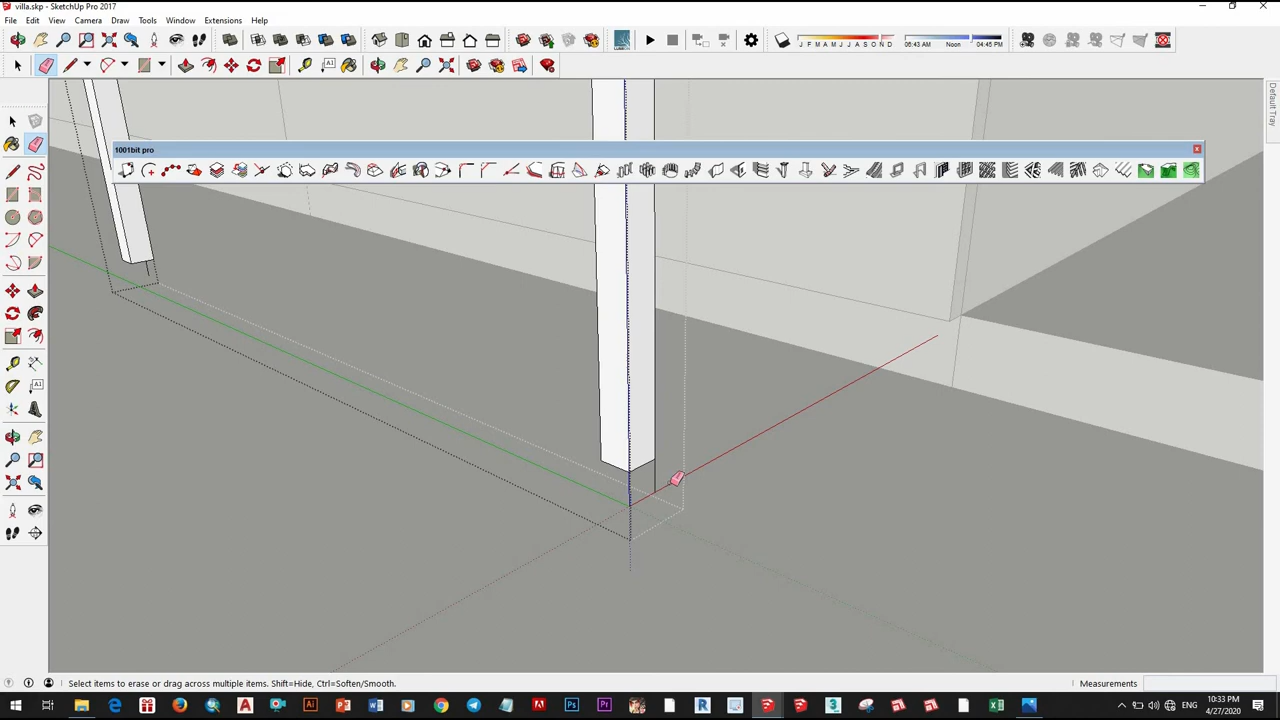 villa.skp - SketchUp Pro 2017
File Edit View Camera Draw Tools Window Extensions Help
J F M A M J J A S O N D
06:43 AM Noon 04:45 PM
1001bit pro
Default Tray
Select items to erase or drag across multiple items. Shift=Hide, Ctrl=Soften/Smooth.
Measurements
ENG
10:33 PM
4/27/2020